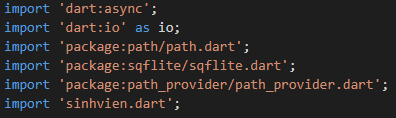 import 'dart:async';
import 'dart:io' as io;
import 'package:path/path.dart';
import 'package:sqflite/sqflite.dart';
import 'package:path_provider/path_provider.dart';
import 'sinhvien.dart';